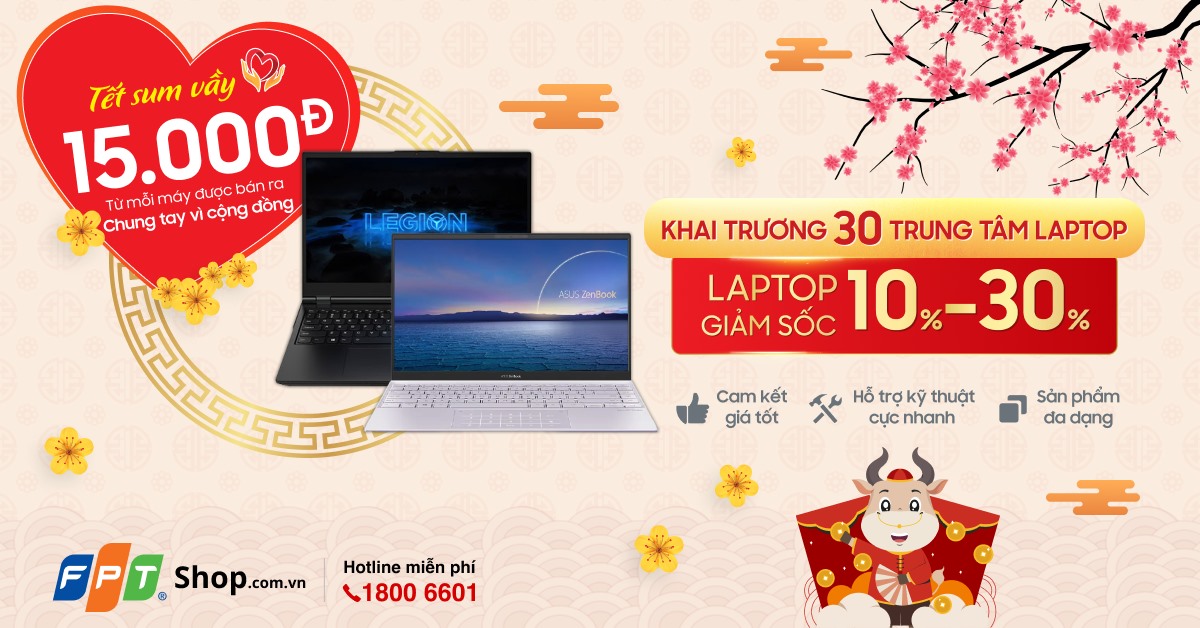 Tết sum vầy
15.000Đ
Từ mỗi máy được bán ra
Chung tay vì cộng đồng
LEGION
ASUS ZenBook
KHAI TRƯƠNG 30 TRUNG TÂM LAPTOP
LAPTOP
GIẢM SỐC
10%-30%
Cam kết
giá tốt
Hỗ trợ kỹ thuật
cực nhanh
Sản phẩm
đa dạng
FPT® Shop.com.vn
Hotline miễn phí
1800 6601